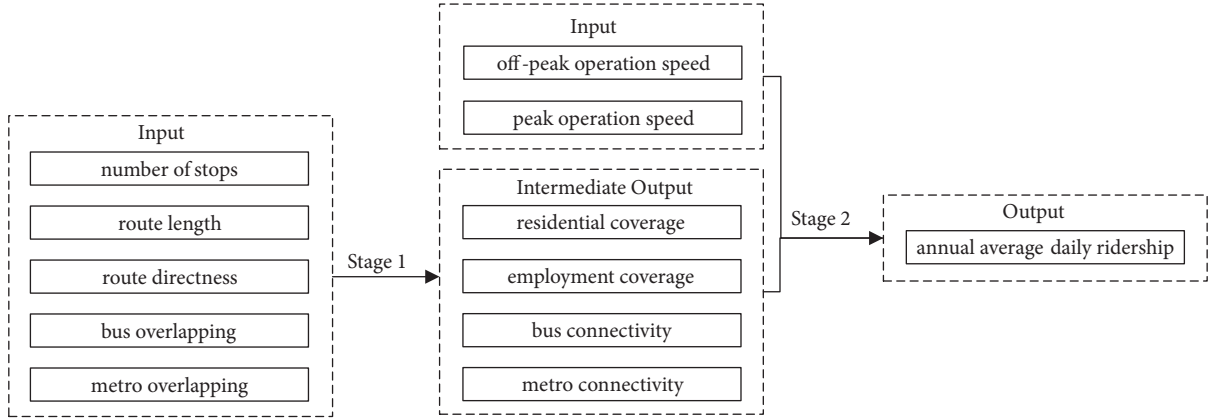 Input
number of stops
route length
route directness
bus overlapping
metro overlapping
Stage 1
Input
off-peak operation speed
peak operation speed
Intermediate Output
residential coverage
employment coverage
bus connectivity
metro connectivity
Stage 2
Output
annual average daily ridership